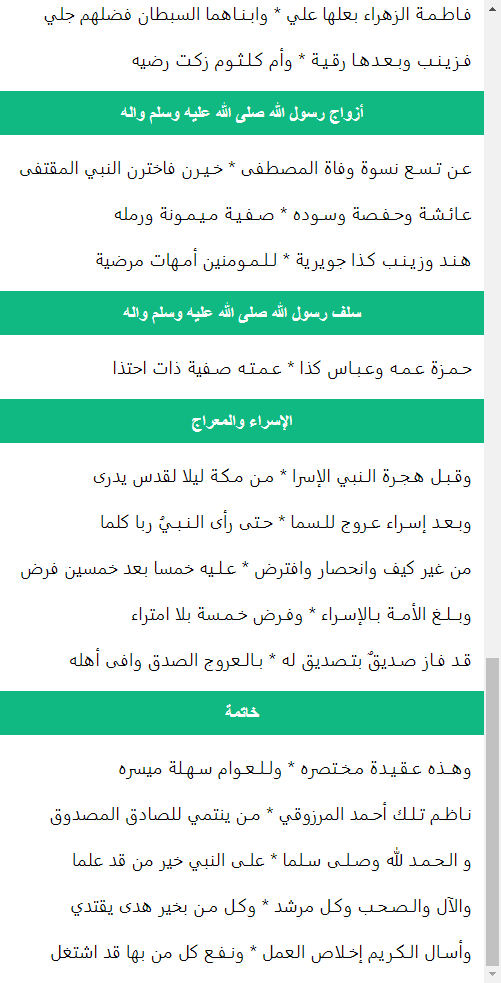 فاطمة الزهراء بعلها علي * وابناهما السبطان فضلهم جلي
فزينب وبعدها رقية * وأم كلثوم زكت رضيه
أزواج رسول الله صلى الله عليه وسلم واله
عن تسع نسوة وفاة المصطفى * خيرن فاخترن النبي المقتفى
عائشة وحفصة وسوده * صفية ميمونة ورمله
هند وزينب كذا جويرية * للمومنين أمهات مرضية
سلف رسول الله صلى الله عليه وسلم واله
حمزة عمه وعباس كذا * عمته صفية ذات احتذا
الإسراء والمعراج
وقبل هجرة النبي الإسرا * من مكة ليلا لقدس يدرى
وبعد إسراء عروج للسما * حتى رأى النبيُ ربا كلما
من غير كيف وانحصار وافترض * عليه خمسا بعد خمسين فرض
وبلغ الأمة بالإسراء * وفرض خمسة بلا امتراء
قد فاز صديقٌ بتصديق له * بالعروج الصدق وافى أهله
خاتمة
وهذه عقيدة مختصره * وللعوام سهلة ميسره
ناظم تلك أحمد المرزوقي * من ينتمي للصادق المصدوق
و الحمد لله وصلى سلما * على النبي خير من قد علما
والآل والصحب وكل مرشد * وكل من بخير هدى يقتدي
وأسال الكريم إخلاص العمل * ونفع كل من بها قد اشتغل